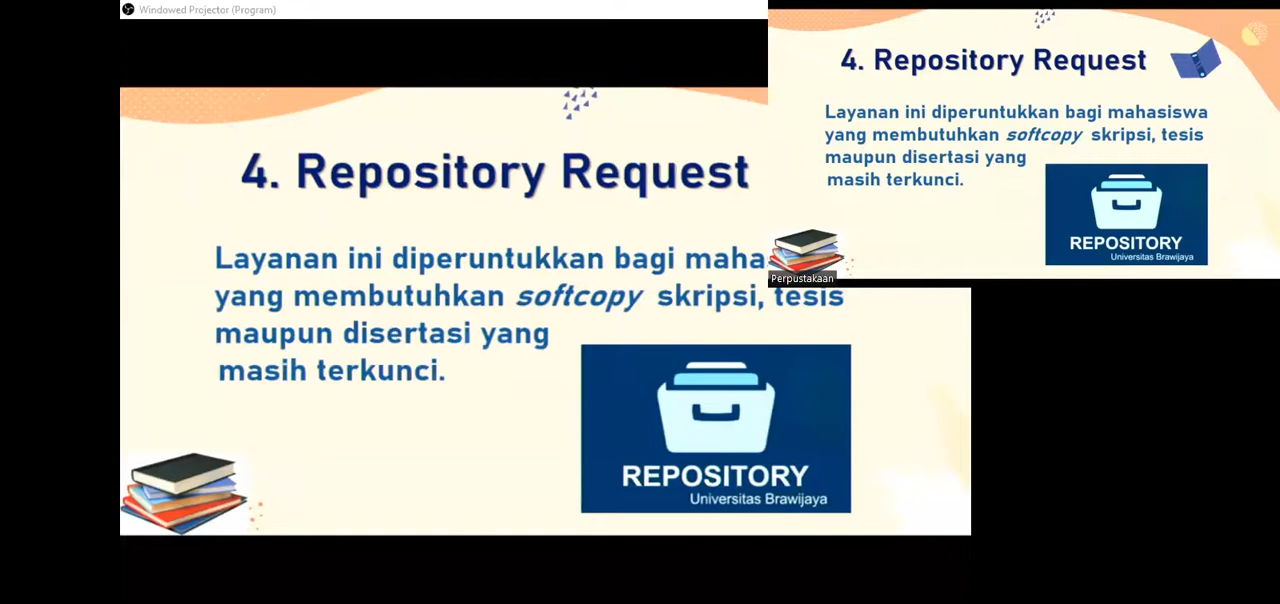 Windowed Projector (Program)
4. Repository Request
Layanan ini diperuntukkan bagi maha
yang membutuhkan softcopy skripsi, tesis
maupun disertasi yang
masih terkunci.
REPOSITORY
Universitas Brawijaya
4. Repository Request
Layanan ini diperuntukkan bagi mahasiswa
yang membutuhkan softcopy skripsi, tesis
maupun disertasi yang
masih terkunci.
REPOSITORY
Universitas Brawijaya
Perpustakaan